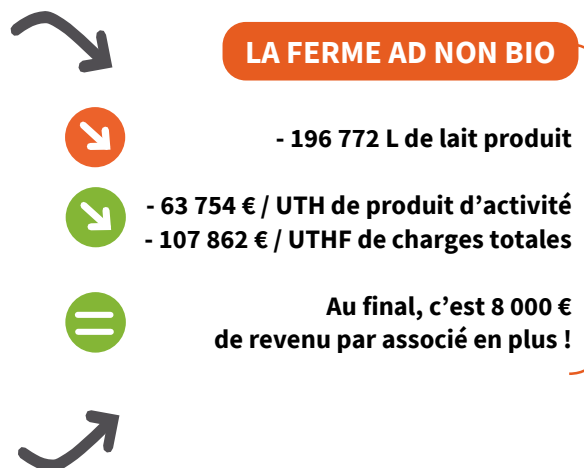 LA FERME AD NON BIO
- 196 772 L de lait produit
- 63 754 € / UTH de produit d’activité
- 107 862 € / UTHF de charges totales
Au final, c’est 8 000 €
de revenu par associé en plus !